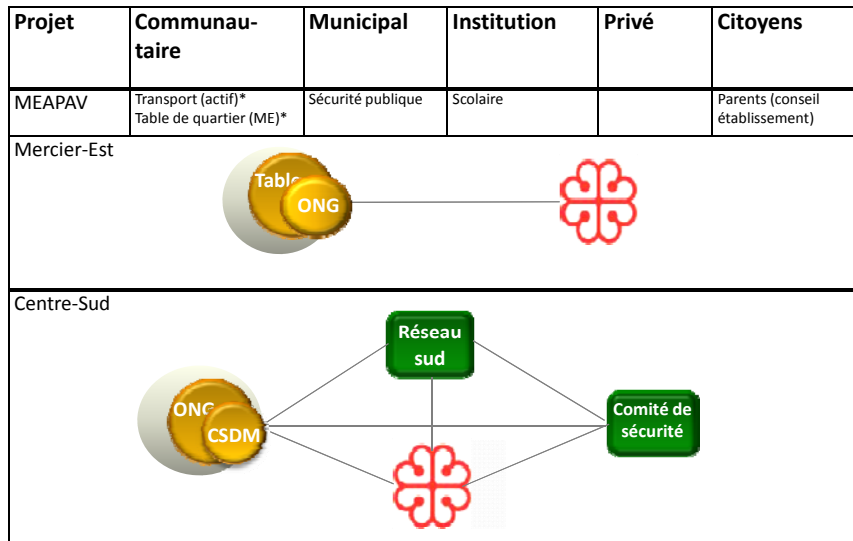 Projet
Communau-
taire
Municipal
Institution
Privé
Citoyens
MEAPAV
Transport (actif)*
Table de quartier (ME)*
Sécurité publique
Scolaire
Parents (conseil
établissement)
Mercier-Est
Table
ONG
Centre-Sud
Réseau
sud
ONG
CSDM
Comité de
sécurité